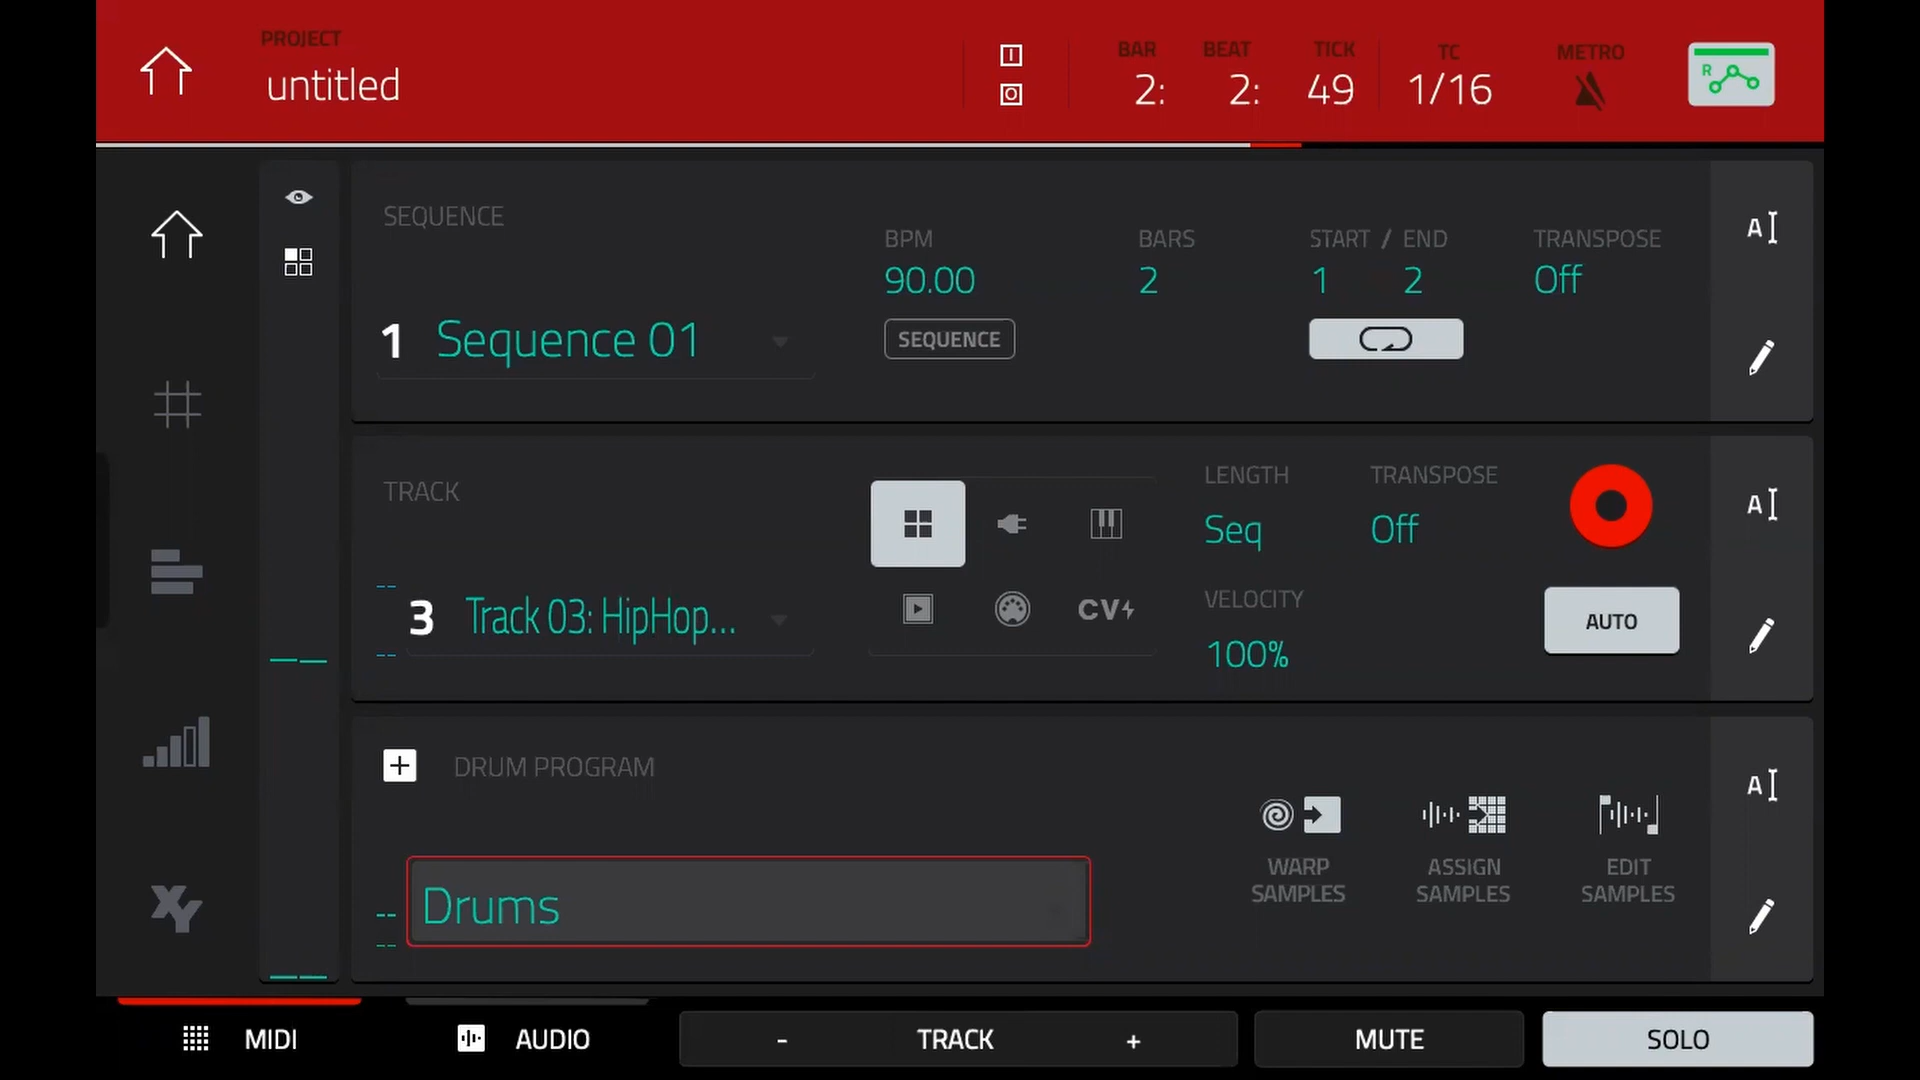 PROJECT
untitled
BAR BEAT TICK TC METRO
2: 2: 49 1/16
R
SEQUENCE
BPM BARS START / END TRANSPOSE
90.00 2 1 2 Off
1 Sequence 01
SEQUENCE
A
TRACK
LENGTH TRANSPOSE
Seq Off
A
3 Track 03: HipHop...
CV
VELOCITY
100%
AUTO
DRUM PROGRAM
A
Drums
WARP SAMPLES
ASSIGN SAMPLES
EDIT SAMPLES
XY
MIDI AUDIO - TRACK + MUTE SOLO